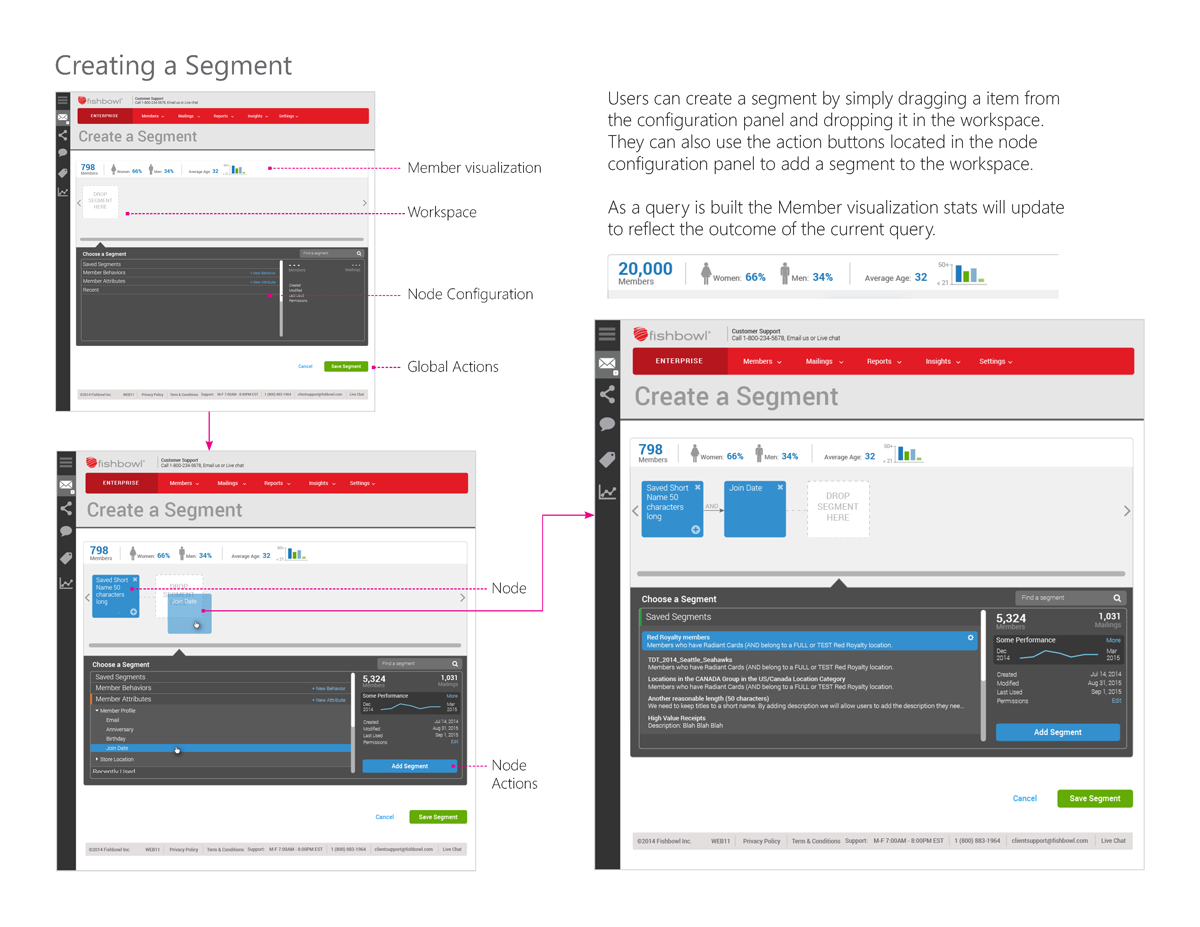 Creating a Segment
fishbowl
Customer Support
Call 1-800-234-5678, Email us or Live chat
ENTERPRISE Members Mailings Reports Insights Settings
Create a Segment
798 Women: 66% Men: 34% Average Age: 32 50+
Members < 21
DROP
SEGMENT
HERE
Choose a Segment Find a segment
Saved Segments
Member Behaviors + New Behavior
Member Attributes + New Attribute
Recent
Members Mailings
Created
Modified
Last Used
Permissions
Cancel Save Segment
©2014 Fishbowl Inc. WEB11 Privacy Policy Term & Conditions Support: M-F 7:00AM - 8:00PM EST 1 (800) 883-1964 clientsupport@fishbowl.com Live Chat
Member visualization
Workspace
Node Configuration
Global Actions
Users can create a segment by simply dragging a item from
the configuration panel and dropping it in the workspace.
They can also use the action buttons located in the node
configuration panel to add a segment to the workspace.
As a query is built the Member visualization stats will update
to reflect the outcome of the current query.
20,000 Women: 66% Men: 34% Average Age: 32 50+
Members < 21
fishbowl
Customer Support
Call 1-800-234-5678, Email us or Live chat
ENTERPRISE Members Mailings Reports Insights Settings
Create a Segment
798 Women: 66% Men: 34% Average Age: 32 50+
Members < 21
Saved Short
Name 50
characters
long
DROP
SEGMENT
Join Date
Choose a Segment Find a segment
Saved Segments
Member Behaviors + New Behavior
Member Attributes + New Attribute
Member Profile
Email
Anniversary
Birthday
Join Date
Store Location
Recently Used
5,324 1,031
Members Mailings
Some Performance More
Dec Mar
2014 2015
Created Jul 14, 2014
Modified Aug 31, 2015
Last Used Sep 1, 2015
Permissions Edit
Add Segment
Cancel Save Segment
©2014 Fishbowl Inc. WEB11 Privacy Policy Term & Conditions Support: M-F 7:00AM - 8:00PM EST 1 (800) 883-1964 clientsupport@fishbowl.com Live Chat
Node
Node
Actions
fishbowl
Customer Support
Call 1-800-234-5678, Email us or Live chat
ENTERPRISE Members Mailings Reports Insights Settings
Create a Segment
798 Women: 66% Men: 34% Average Age: 32 50+
Members < 21
Saved Short
Name 50
characters
long
AND
Join Date
DROP
SEGMENT
HERE
Choose a Segment Find a segment
Saved Segments
Red Royalty members
Members who have Radiant Cards (AND belong to a FULL or TEST Red Royalty location.
TDT_2014_Seattle_Seahawks
Members who have Radiant Cards (AND belong to a FULL or TEST Red Royalty location.
Locations in the CANADA Group in the US/Canada Location Category
Members who have Radiant Cards (AND belong to a FULL or TEST Red Royalty location.
Another reasonable length (50 characters)
We need to keep titles to a short name. By adding description we will allow users to add the description they nee...
High Value Receipts
Description: Blah Blah Blah
5,324 1,031
Members Mailings
Some Performance More
Dec Mar
2014 2015
Created Jul 14, 2014
Modified Aug 31, 2015
Last Used Sep 1, 2015
Permissions Edit
Add Segment
Cancel Save Segment
©2014 Fishbowl Inc. WEB11 Privacy Policy Term & Conditions Support: M-F 7:00AM - 8:00PM EST 1 (800) 883-1964 clientsupport@fishbowl.com Live Chat